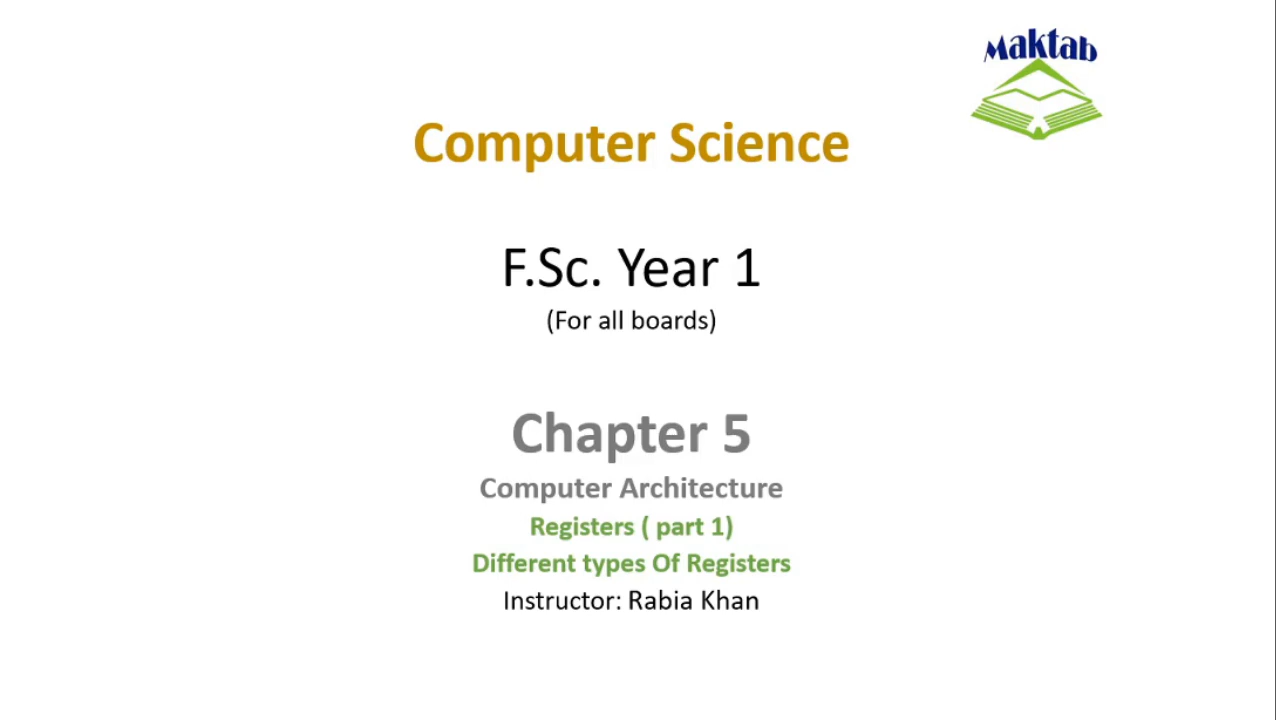 Maktab
Computer Science
F.Sc. Year 1
(For all boards)
Chapter 5
Computer Architecture
Registers ( part 1)
Different types Of Registers
Instructor: Rabia Khan